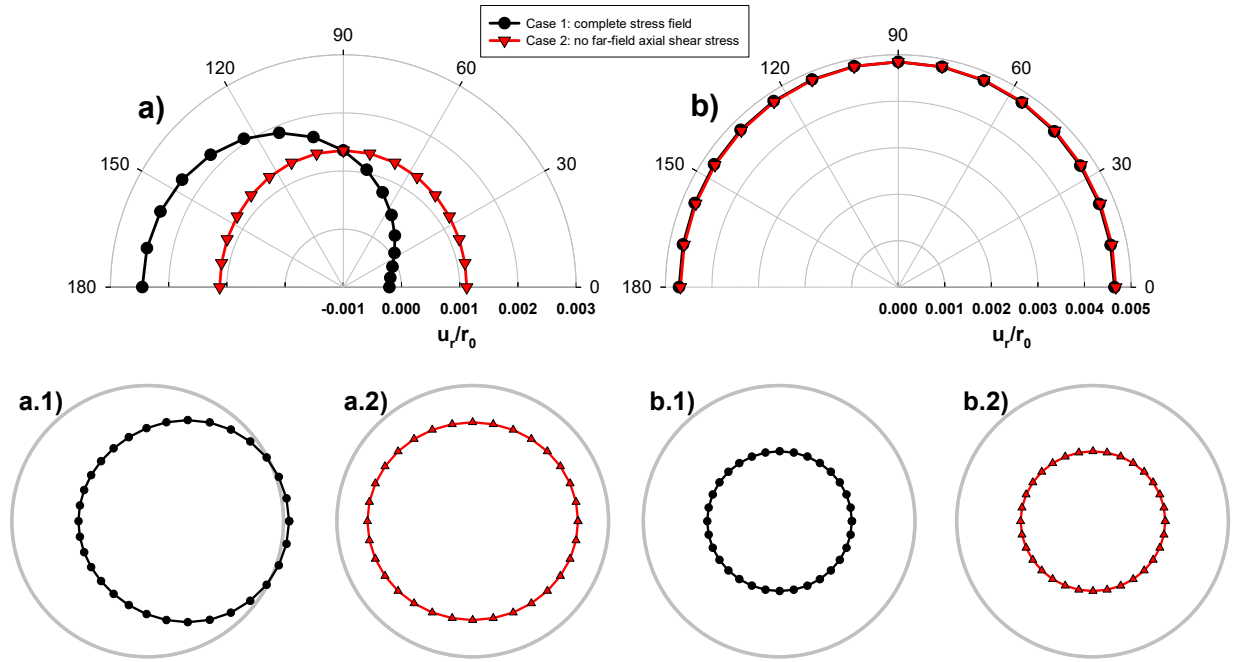 Case 1: complete stress field
Case 2: no far-field axial shear stress
a)
90
120
60
150
30
180
0
-0.001 0.000 0.001 0.002 0.003
u_r/r_0
b)
90
120
60
150
30
180
0
0.000 0.001 0.002 0.003 0.004 0.005
u_r/r_0
a.1)
a.2)
b.1)
b.2)